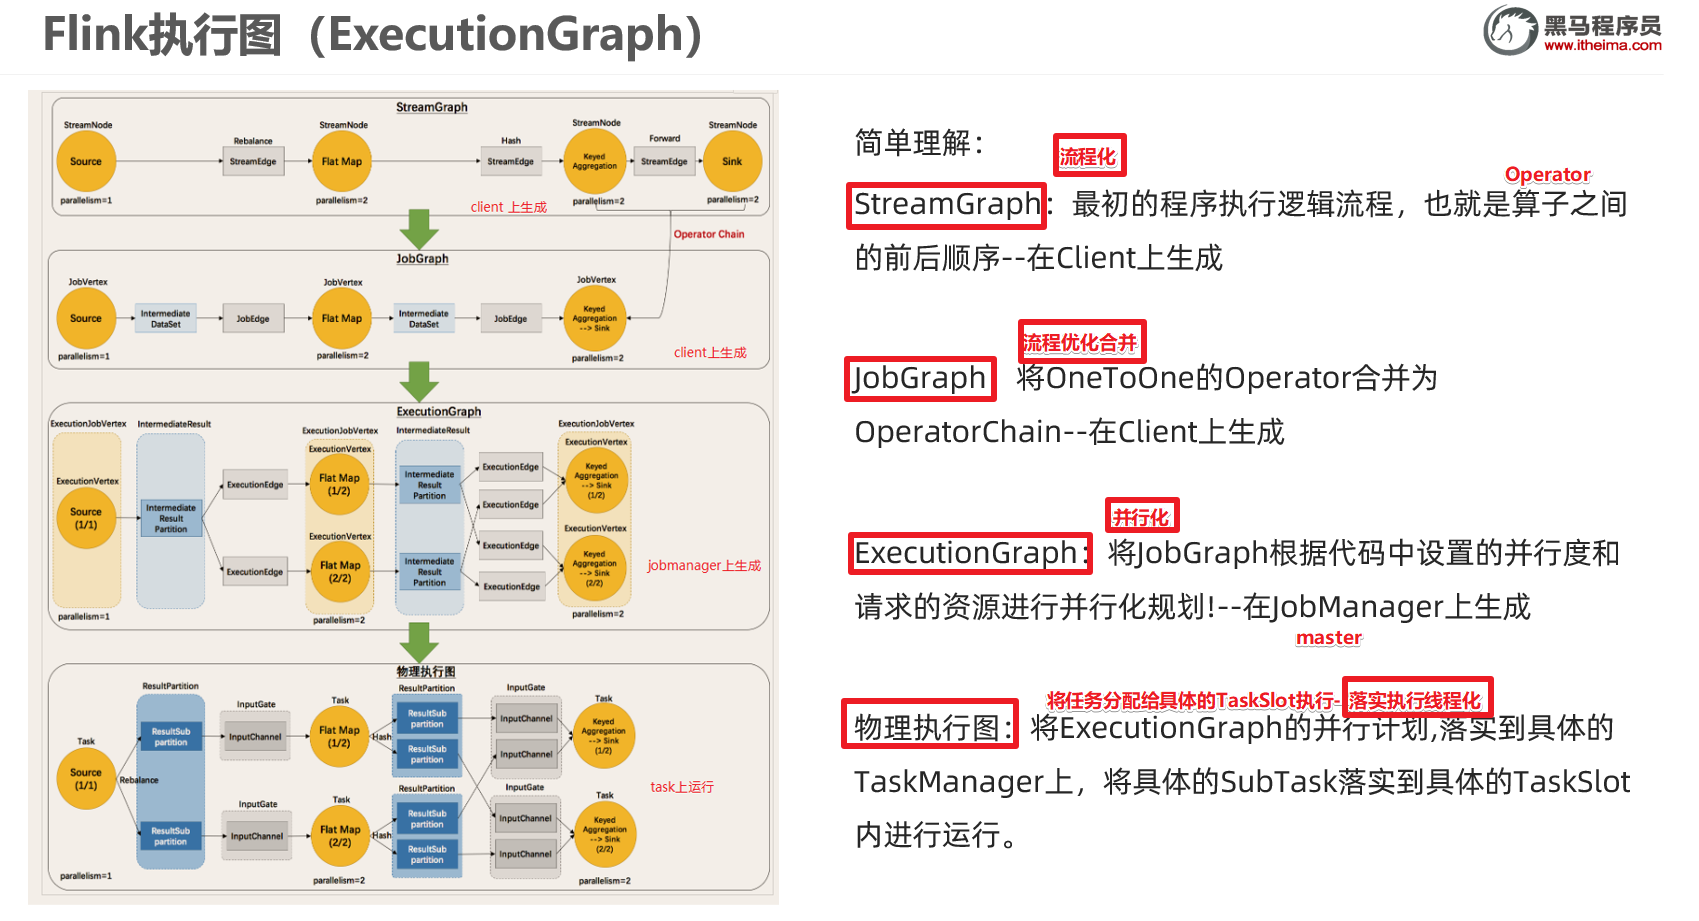 Flink执行图（ExecutionGraph）
黑马程序员
www.itheima.com
StreamGraph
StreamNode
Source
parallelism=1
Rebalance
StreamEdge
StreamNode
Flat Map
parallelism=2
Hash
StreamEdge
StreamNode
Keyed
Aggregation
parallelism=2
Forward
StreamEdge
StreamNode
Sink
parallelism=2
client 上生成
Operator Chain
JobGraph
JobVertex
Source
parallelism=1
Intermediate
DataSet
JobEdge
JobVertex
Flat Map
parallelism=2
Intermediate
DataSet
JobEdge
JobVertex
Keyed
Aggregation
--> Sink
parallelism=2
client上生成
ExecutionGraph
ExecutionJobVertex
ExecutionVertex
Source
(1/1)
parallelism=1
IntermediateResult
Intermediate
Result
Partition
ExecutionEdge
ExecutionEdge
ExecutionJobVertex
ExecutionVertex
Flat Map
(1/2)
ExecutionVertex
Flat Map
(2/2)
parallelism=2
IntermediateResult
Intermediate
Result
Partition
Intermediate
Result
Partition
ExecutionEdge
ExecutionEdge
ExecutionEdge
ExecutionEdge
ExecutionJobVertex
ExecutionVertex
Keyed
Aggregation
--> Sink
(1/2)
ExecutionVertex
Keyed
Aggregation
--> Sink
(2/2)
parallelism=2
jobmanager上生成
物理执行图
Task
Source
(1/1)
parallelism=1
Rebalance
ResultPartition
ResultSub
partition
ResultSub
partition
InputGate
InputChannel
InputGate
InputChannel
Task
Flat Map
(1/2)
Hash
Task
Flat Map
(2/2)
Hash
parallelism=2
ResultPartition
ResultSub
partition
ResultSub
partition
ResultPartition
ResultSub
partition
ResultSub
partition
InputGate
InputChannel
InputChannel
InputGate
InputChannel
InputChannel
Task
Keyed
Aggregation
--> Sink
(1/2)
Task
Keyed
Aggregation
--> Sink
(2/2)
parallelism=2
task上运行
简单理解：
流程化
Operator
StreamGraph：最初的程序执行逻辑流程，也就是算子之间
的前后顺序--在Client上生成
流程优化合并
JobGraph 将OneToOne的Operator合并为
OperatorChain--在Client上生成
并行化
ExecutionGraph：将JobGraph根据代码中设置的并行度和
请求的资源进行并行化规划!--在JobManager上生成
master
将任务分配给具体的TaskSlot执行-落实执行线程化
物理执行图：将ExecutionGraph的并行计划,落实到具体的
TaskManager上，将具体的SubTask落实到具体的TaskSlot
内进行运行。